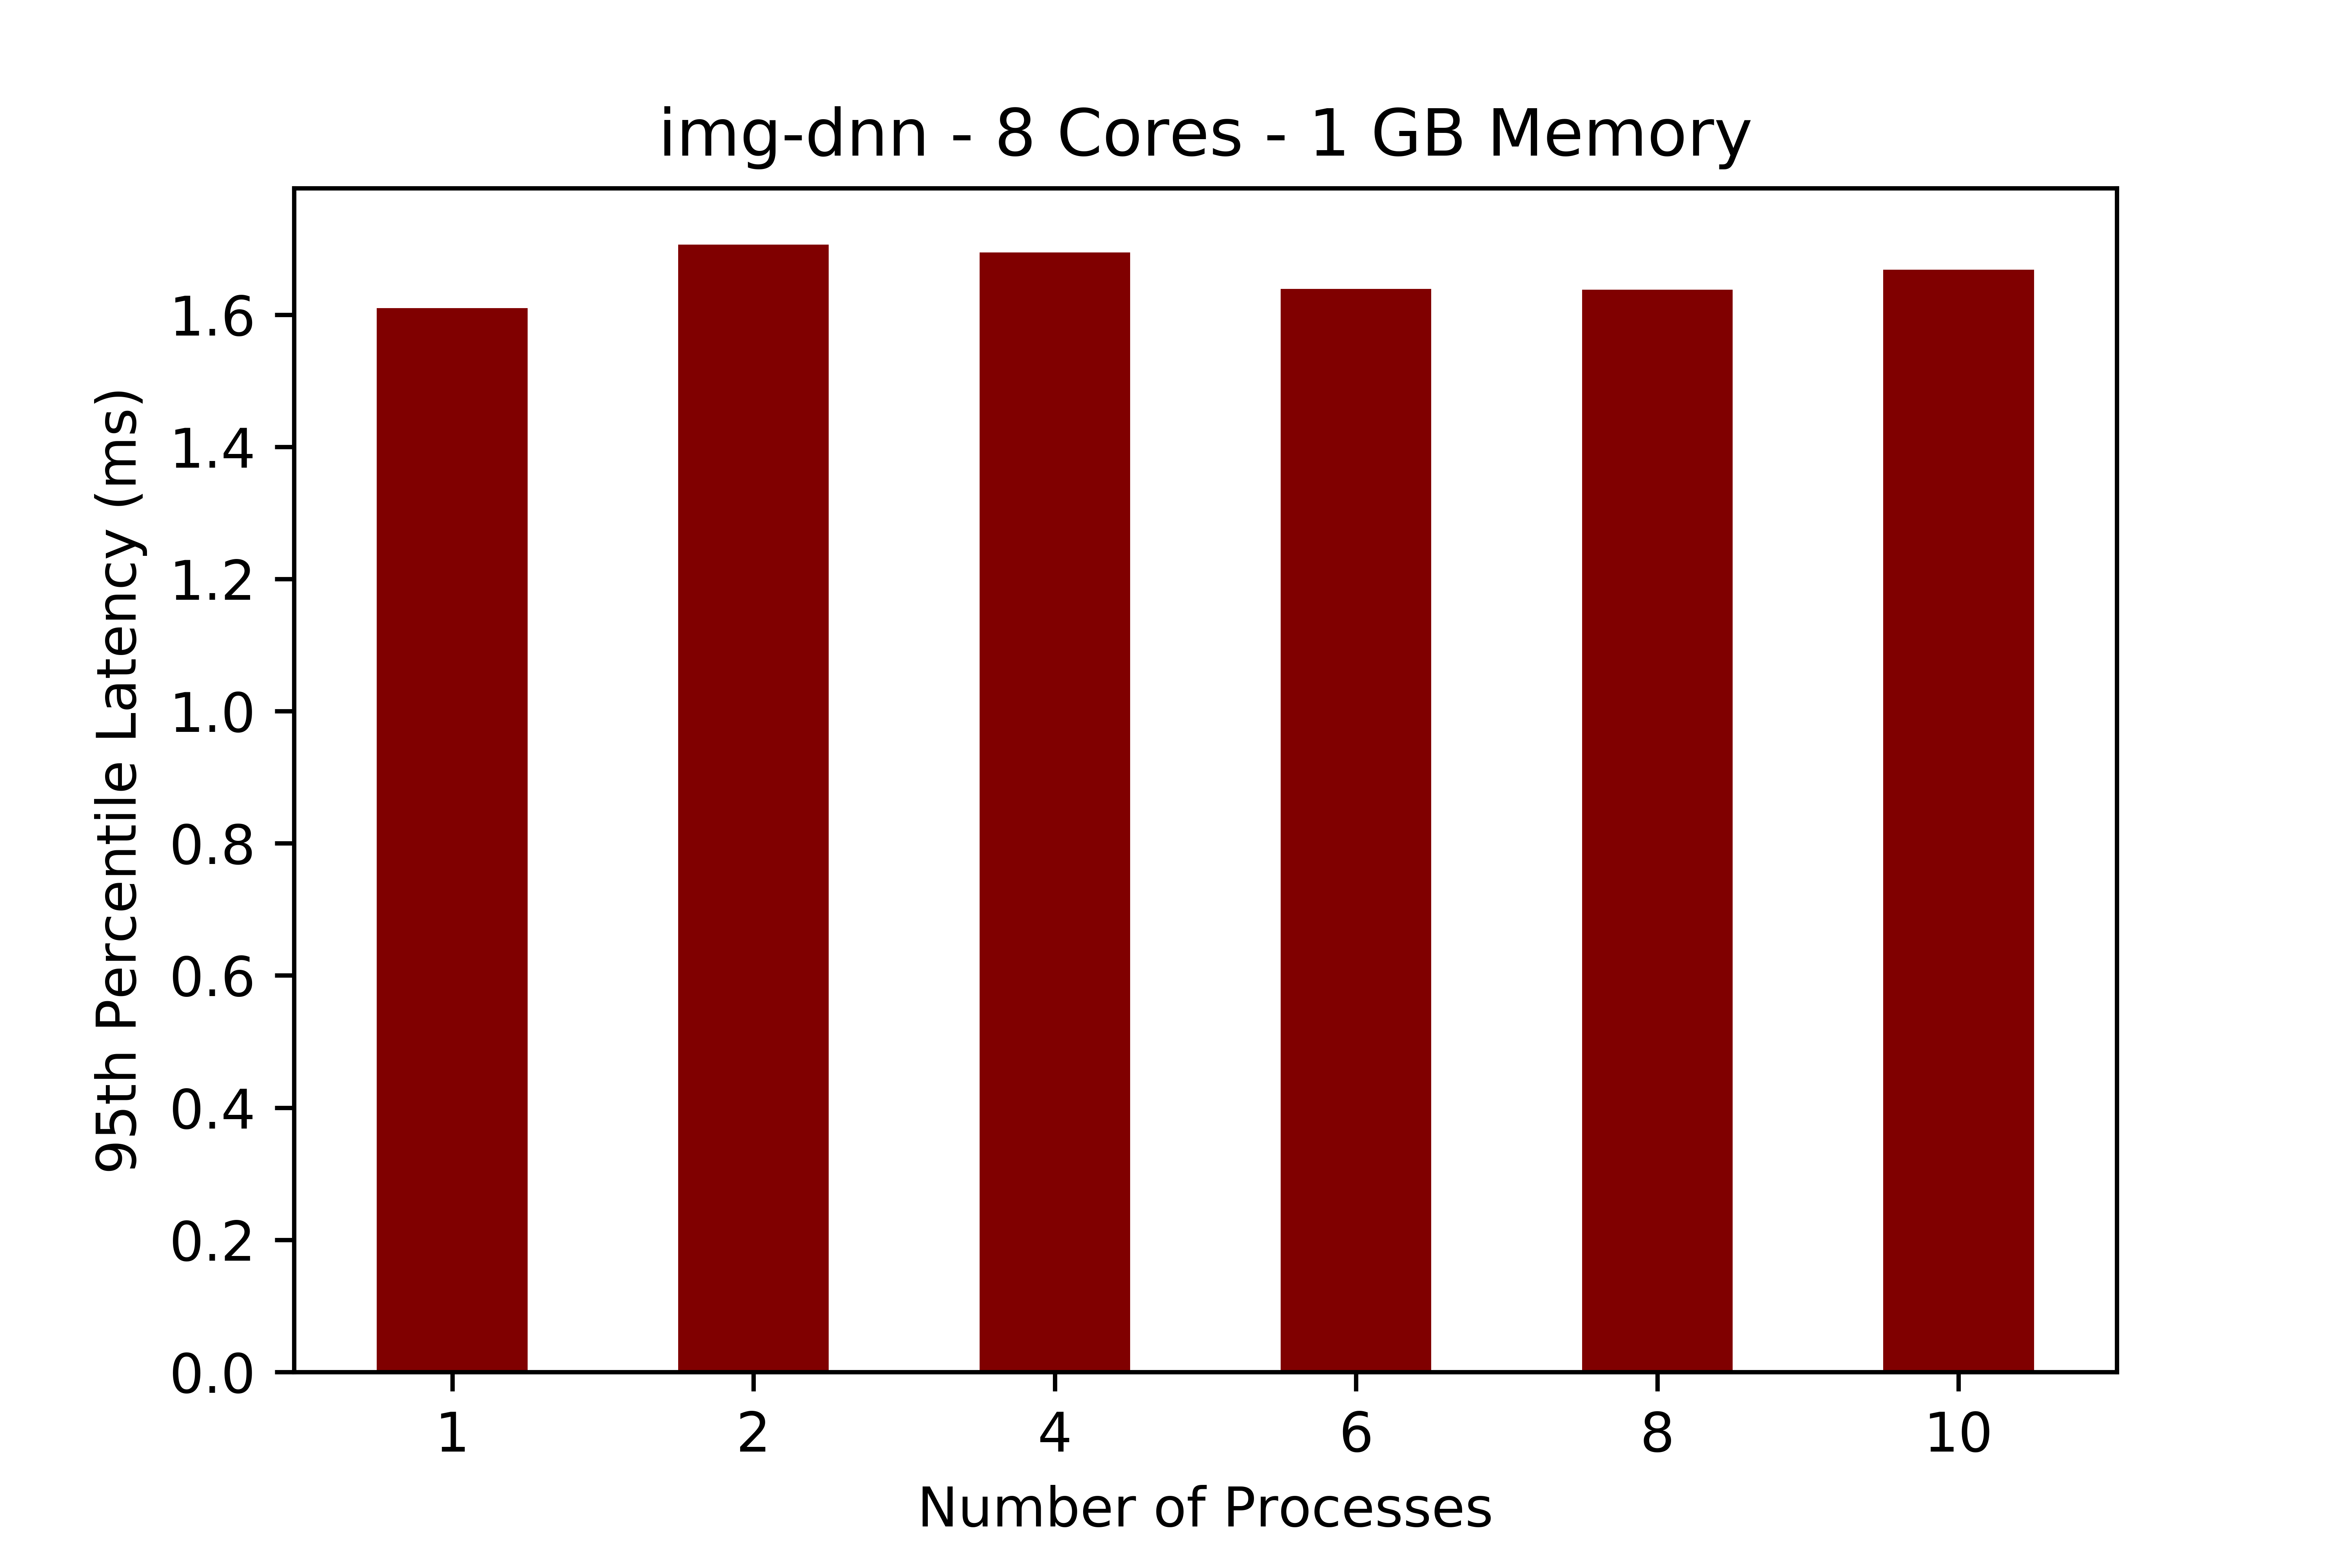 img-dnn - 8 Cores - 1 GB Memory
95th Percentile Latency (ms)
1.6
1.4
1.2
1.0
0.8
0.6
0.4
0.2
0.0
1 2 4 6 8 10
Number of Processes